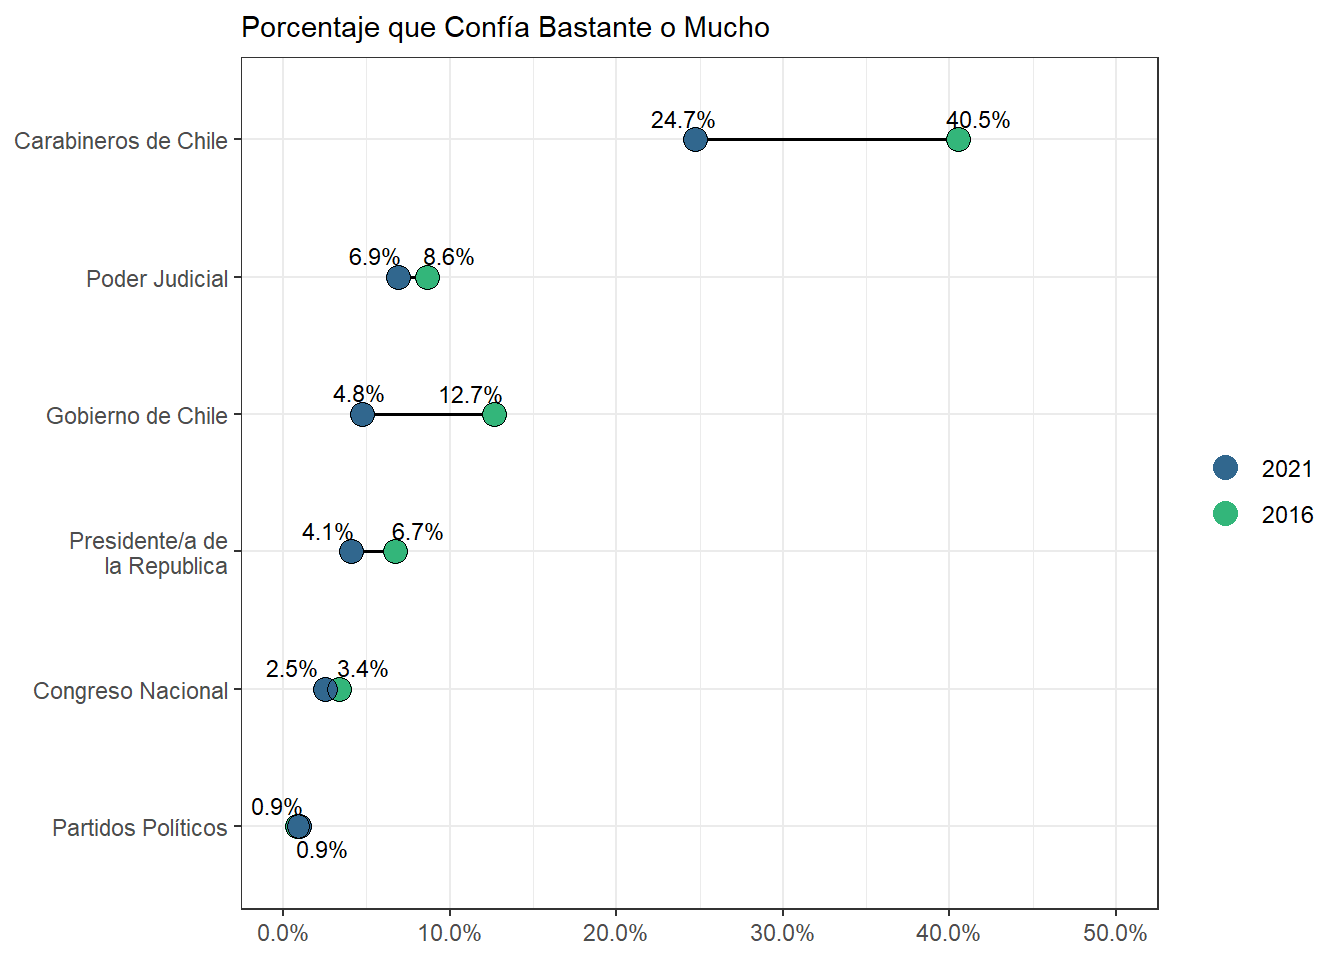 Porcentaje que Confía Bastante o Mucho
Carabineros de Chile
24.7%
40.5%
Poder Judicial
6.9%
8.6%
Gobierno de Chile
4.8%
12.7%
Presidente/a de
la Republica
4.1%
6.7%
Congreso Nacional
2.5%
3.4%
Partidos Políticos
0.9%
0.9%
0.0%
10.0%
20.0%
30.0%
40.0%
50.0%
2021
2016